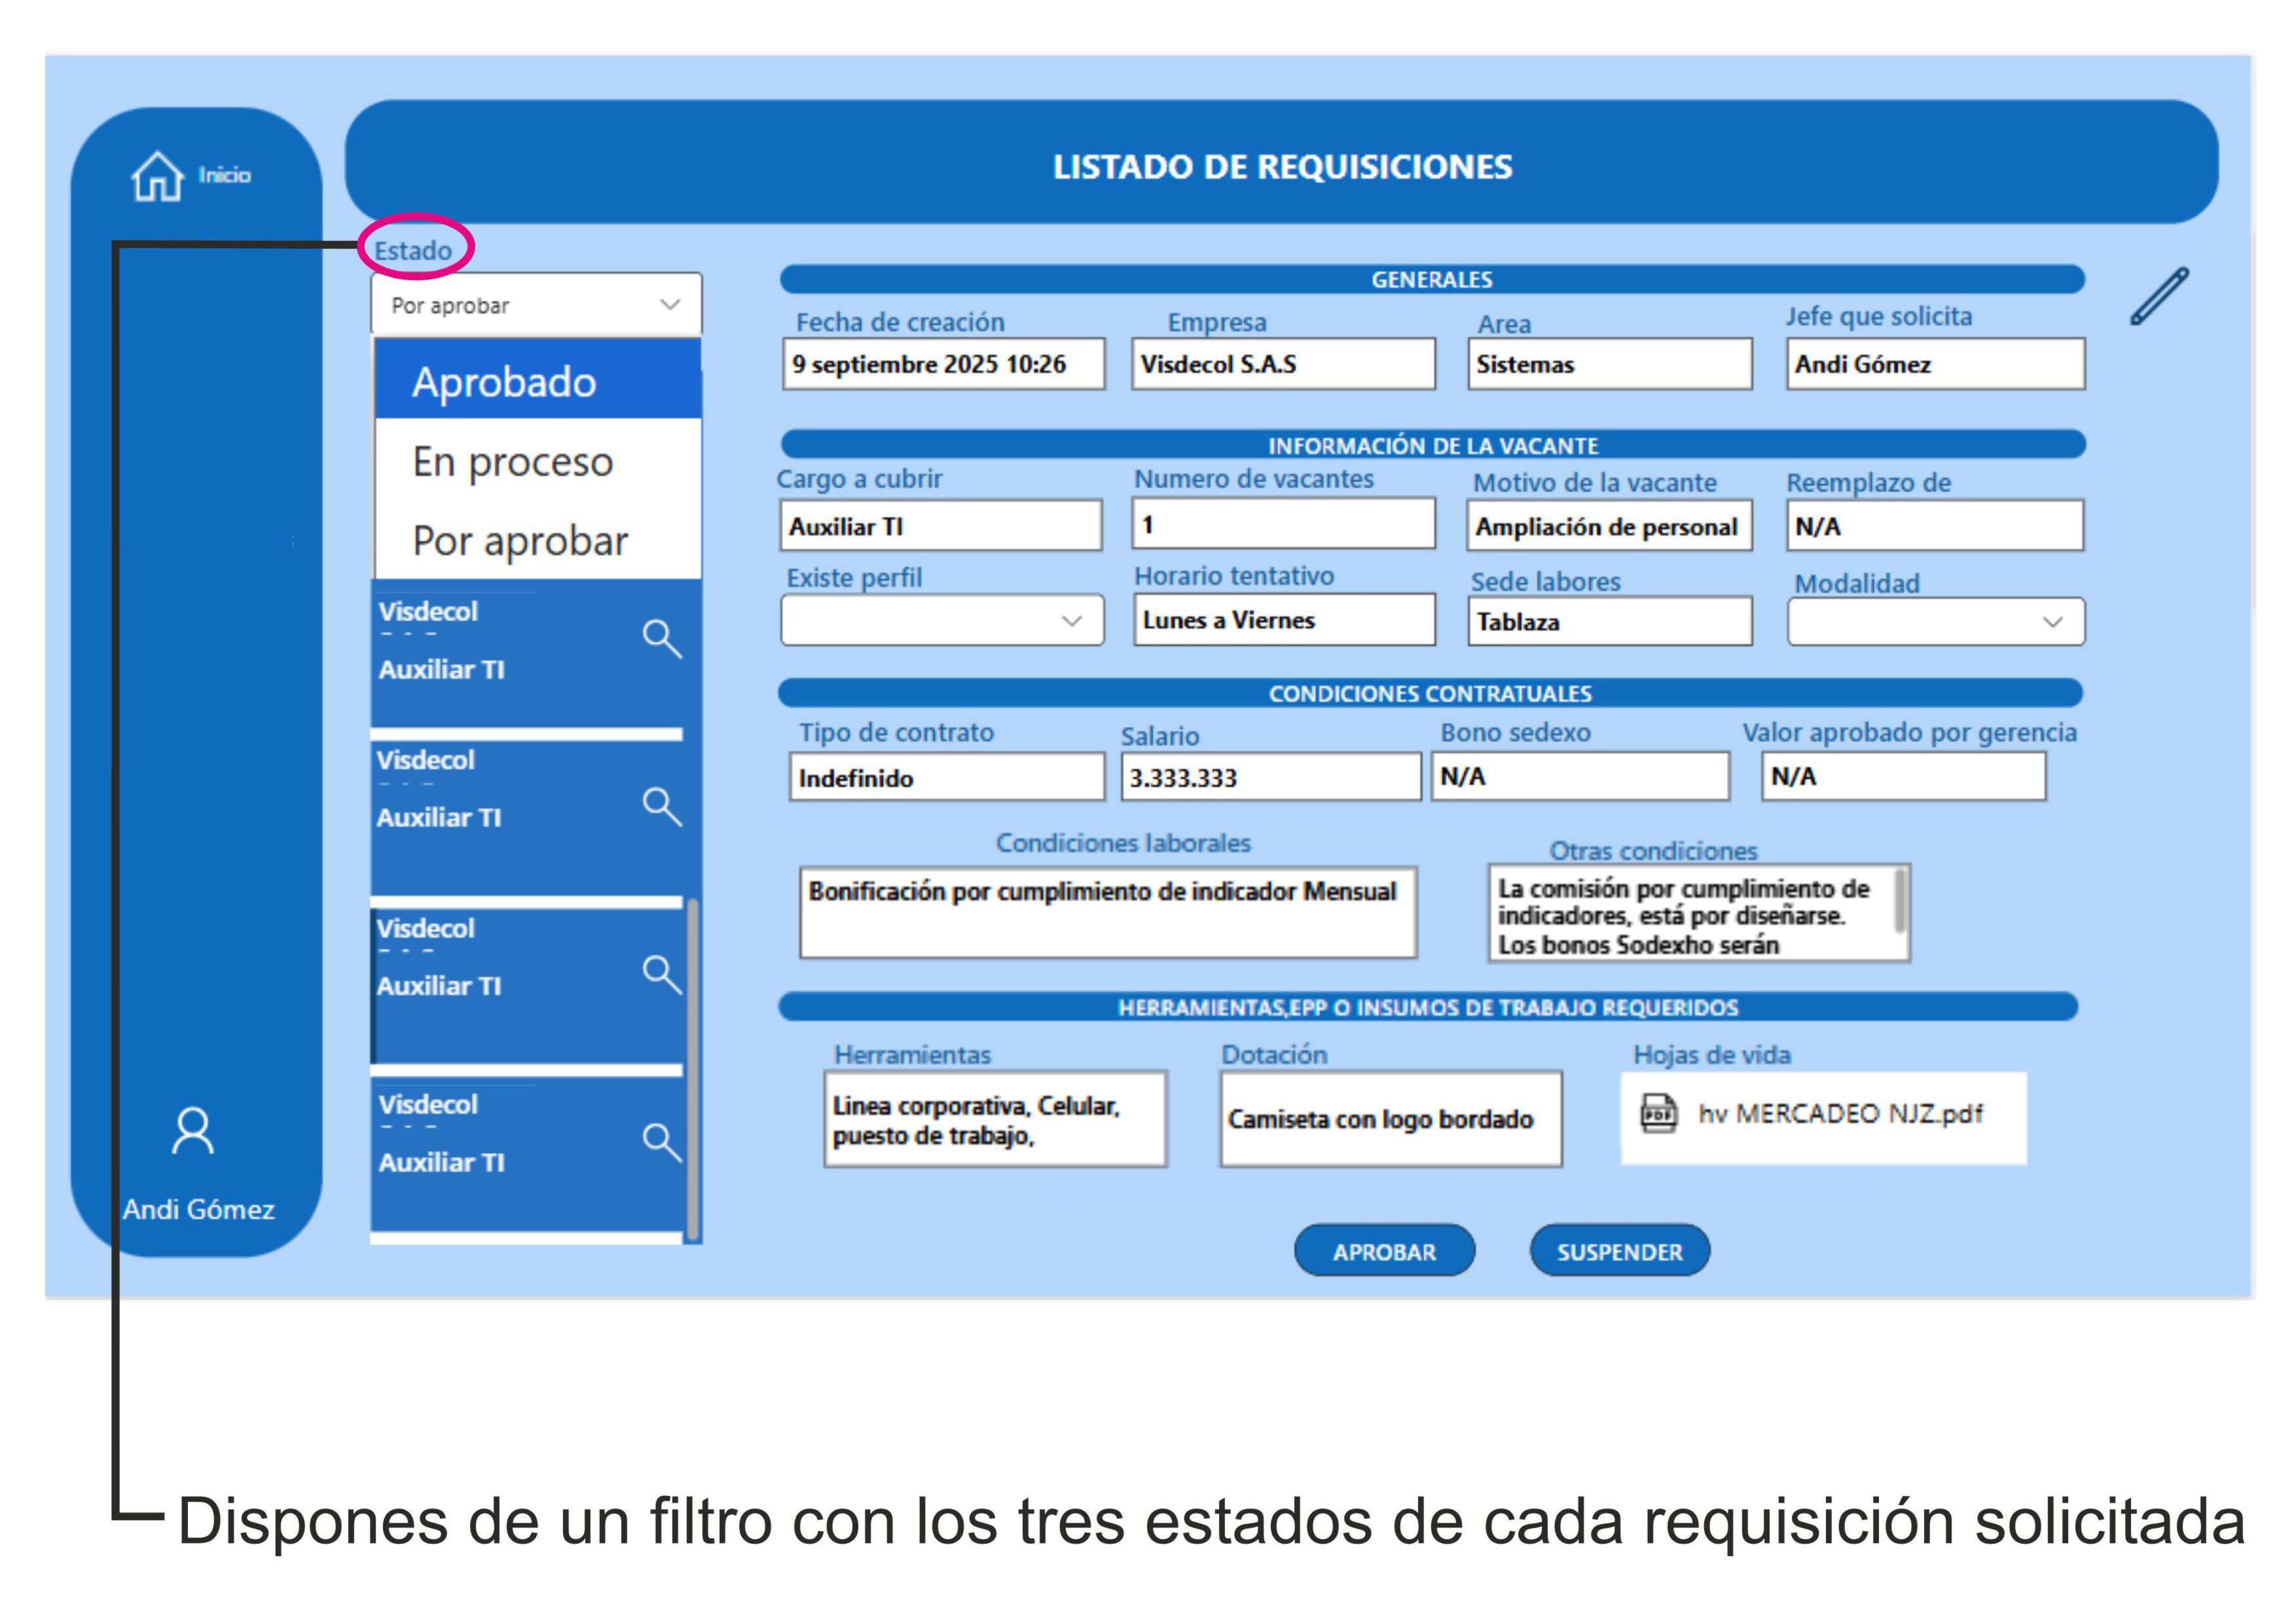 LISTADO DE REQUISICIONES
Inicio
Estado
Por aprobar
Aprobado
En proceso
Por aprobar
Visdecol
Auxiliar TI
Visdecol
Auxiliar TI
Visdecol
Auxiliar TI
Visdecol
Auxiliar TI
Andi Gómez
GENERALES
Fecha de creación Empresa Area Jefe que solicita
9 septiembre 2025 10:26 Visdecol S.A.S Sistemas Andi Gómez
INFORMACIÓN DE LA VACANTE
Cargo a cubrir Numero de vacantes Motivo de la vacante Reemplazo de
Auxiliar TI 1 Ampliación de personal N/A
Existe perfil Horario tentativo Sede labores Modalidad
Lunes a Viernes Tablaza
CONDICIONES CONTRATUALES
Tipo de contrato Salario Bono sedexo Valor aprobado por gerencia
Indefinido 3.333.333 N/A N/A
Condiciones laborales
Bonificación por cumplimiento de indicador Mensual
Otras condiciones
La comisión por cumplimiento de
indicadores, está por diseñarse.
Los bonos Sodexho serán
HERRAMIENTAS,EPP O INSUMOS DE TRABAJO REQUERIDOS
Herramientas Dotación Hojas de vida
Linea corporativa, Celular,
puesto de trabajo,
Camiseta con logo bordado
PDF hv MERCADEO NJZ.pdf
APROBAR SUSPENDER
Dispones de un filtro con los tres estados de cada requisición solicitada